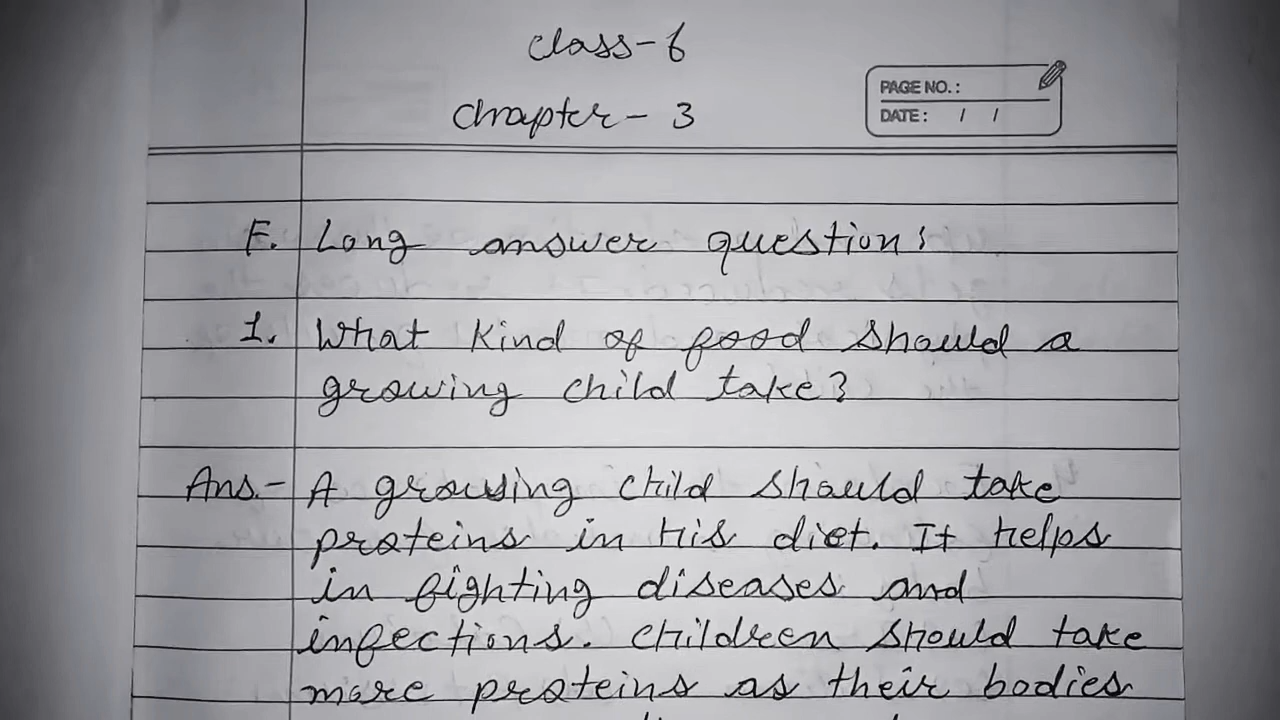 Class-6
Chapter-3
PAGE NO.:
DATE: / /
F. Long answer question:
1. What kind of food should a
growing child take?
Ans.- A growing child should take
proteins in his diet. It helps
in fighting diseases and
infections. Children should take
more proteins as their bodies